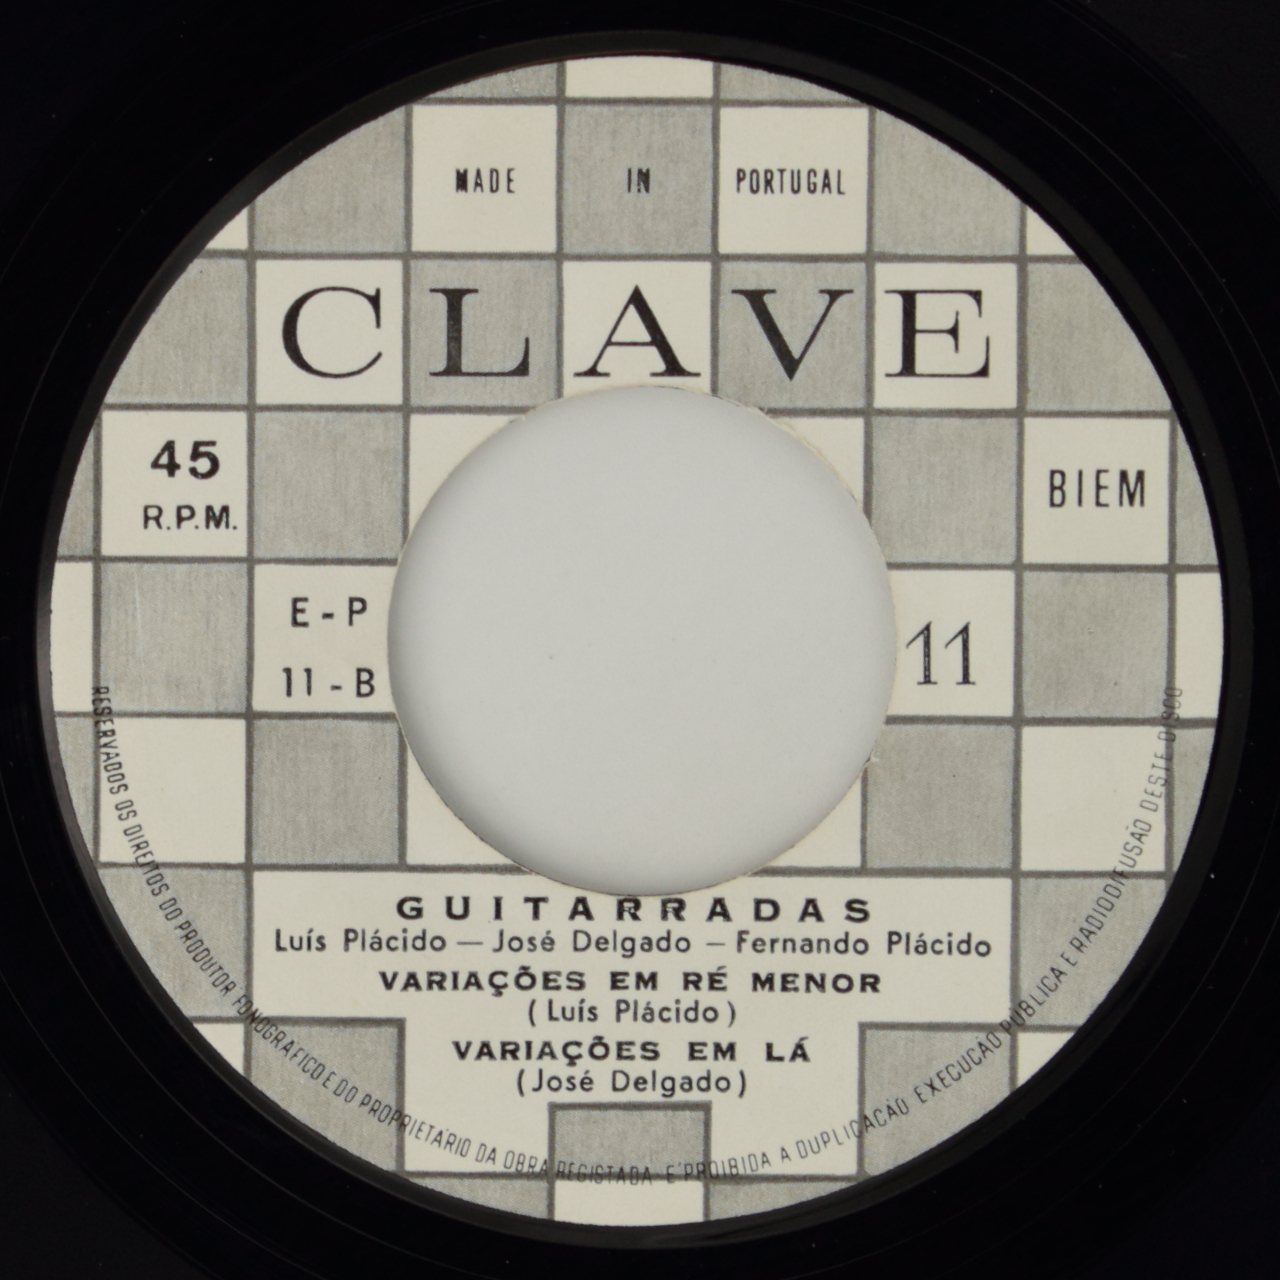 MADE IN PORTUGAL
CLAVE
45
R.P.M.
BIEM
E-P
11-B
11
GUITARRADAS
Luís Plácido — José Delgado — Fernando Plácido
VARIAÇÕES EM RÉ MENOR
(Luís Plácido)
VARIAÇÕES EM LÁ
(José Delgado)
RESERVADOS OS DIREITOS DO PRODUTOR FONOGRAFICO E DO PROPRIETÁRIO DA OBRA REGISTADA É PROIBIDA A DUPLICAÇÃO EXECUÇÃO PUBLICA E RADIODIFUSÃO DESTE DISCO